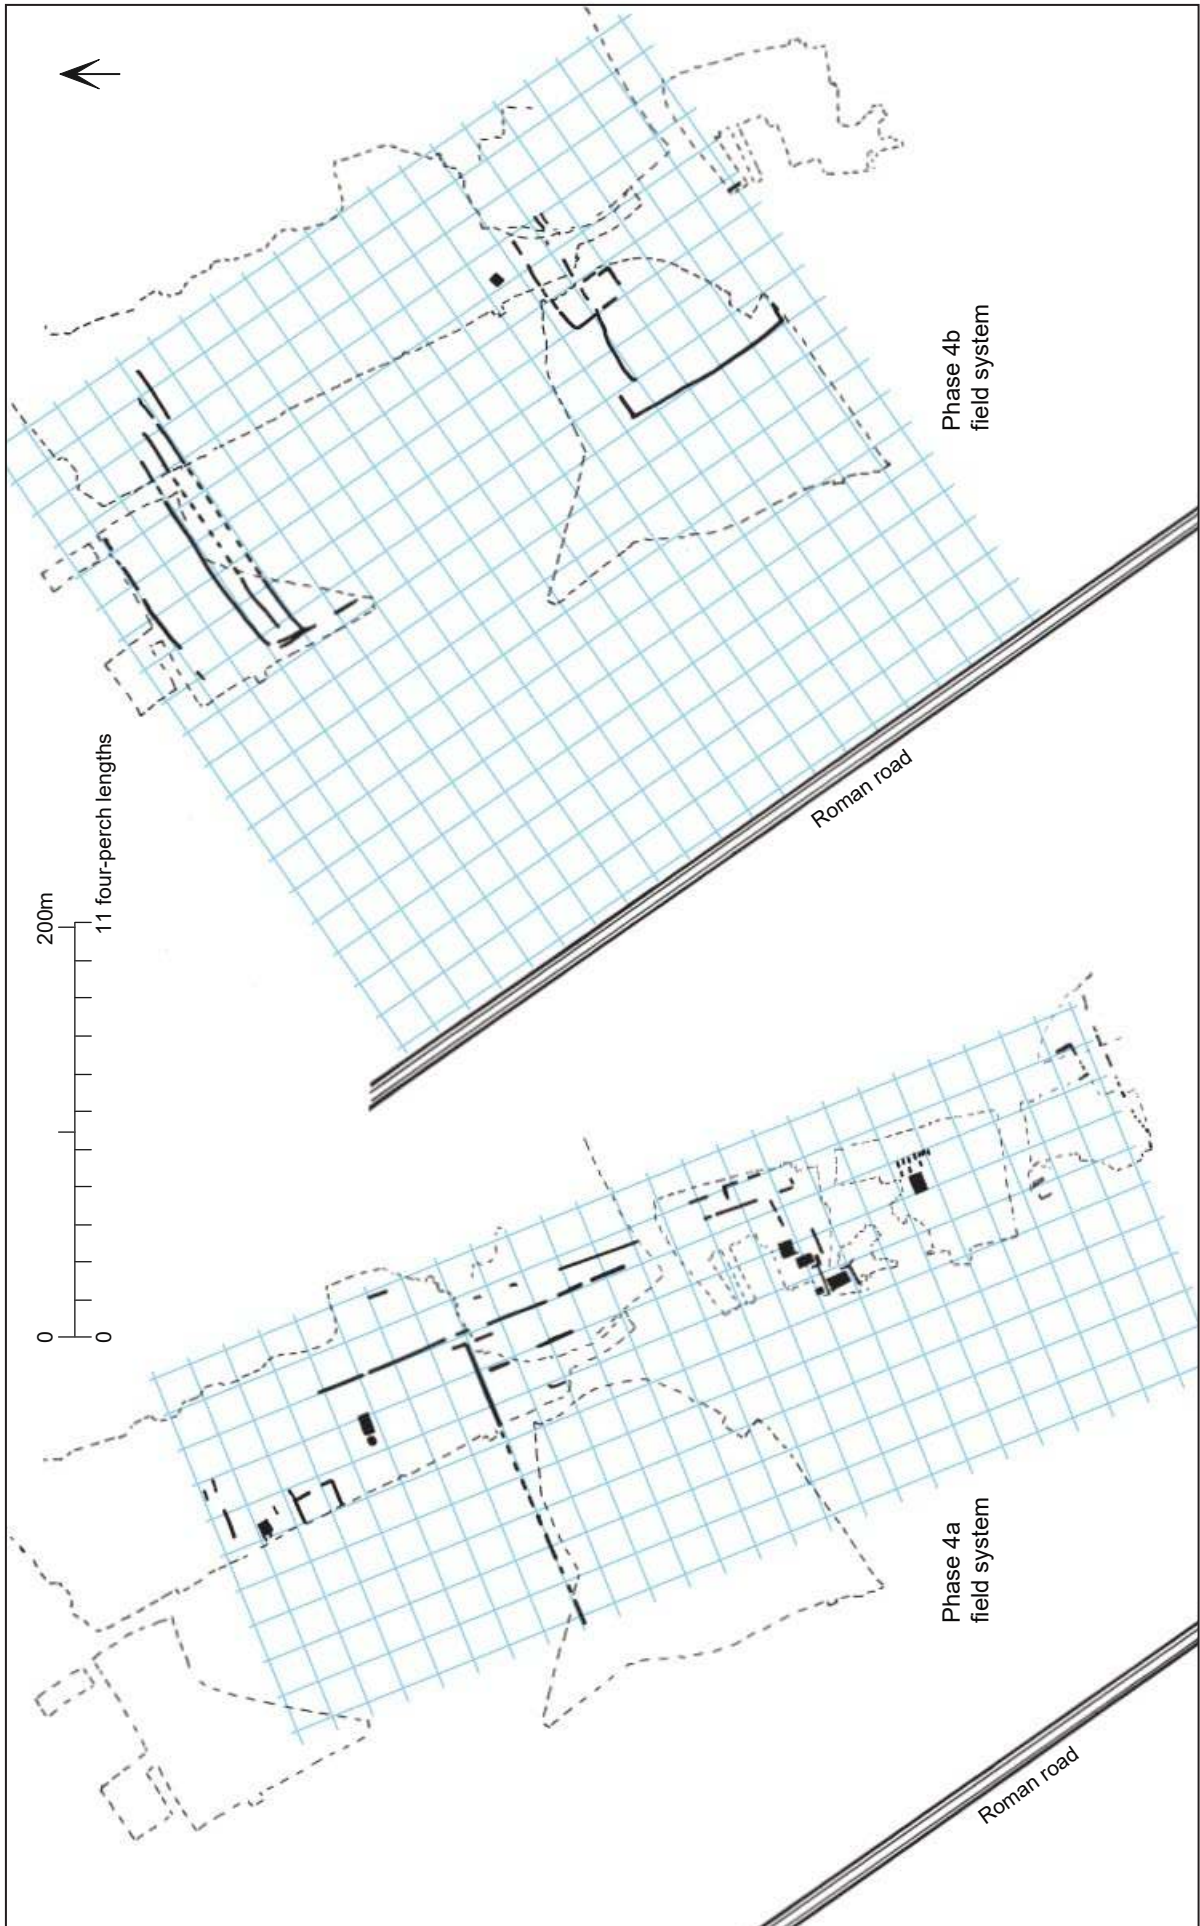 0
200m
0
11 four-perch lengths
Phase 4a
field system
Roman road
Phase 4b
field system
Roman road